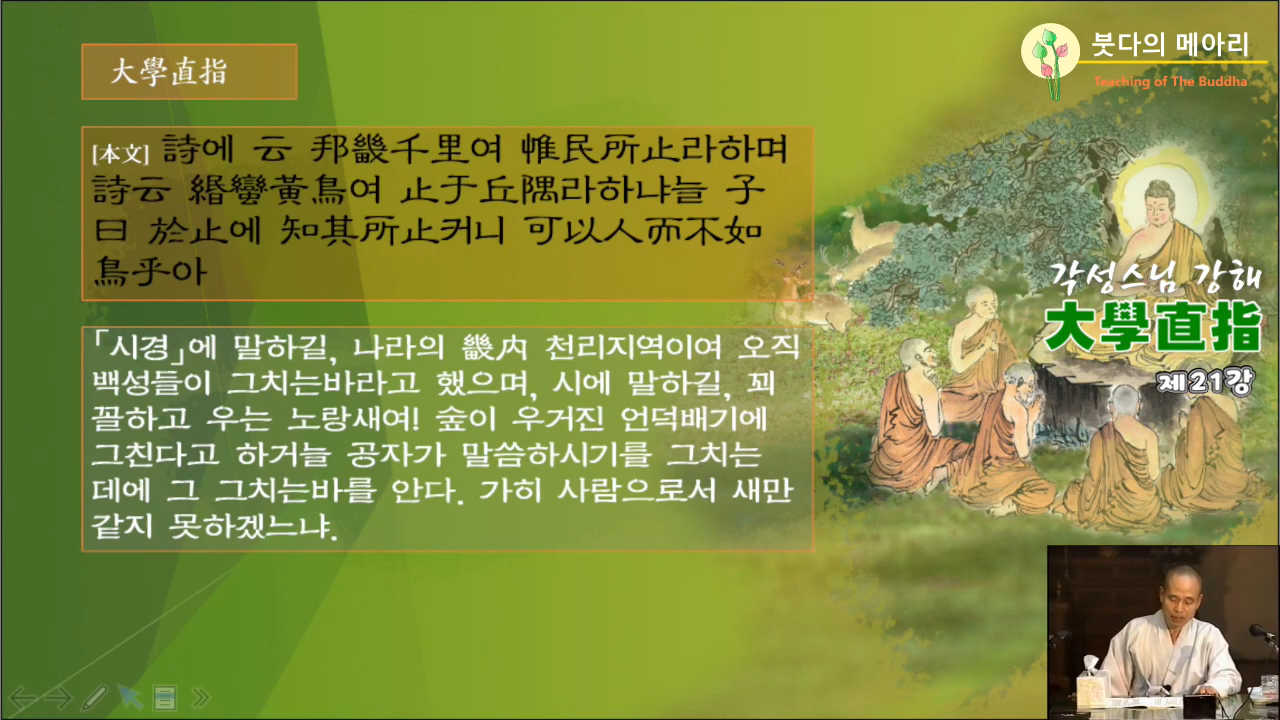 大學直指
붓다의 메아리
Teaching of The Buddha
[本文] 詩에 云 邦畿千里여 惟民所止라하며
詩云 緡蠻黃鳥여 止于丘隅라하냐늘 子
曰 於止에 知其所止커니 可以人而不如
鳥乎아
「시경」에 말하길, 나라의 畿內 천리지역이여 오직
백성들이 그치는바라고 했으며, 시에 말하길, 꾀
꼴하고 우는 노랑새여! 숲이 우거진 언덕배기에
그친다고 하거늘 공자가 말씀하시기를 그치는
데에 그 그치는바를 안다. 가히 사람으로서 새만
같지 못하겠느냐.
각성스님 강해
大學直指
제21강